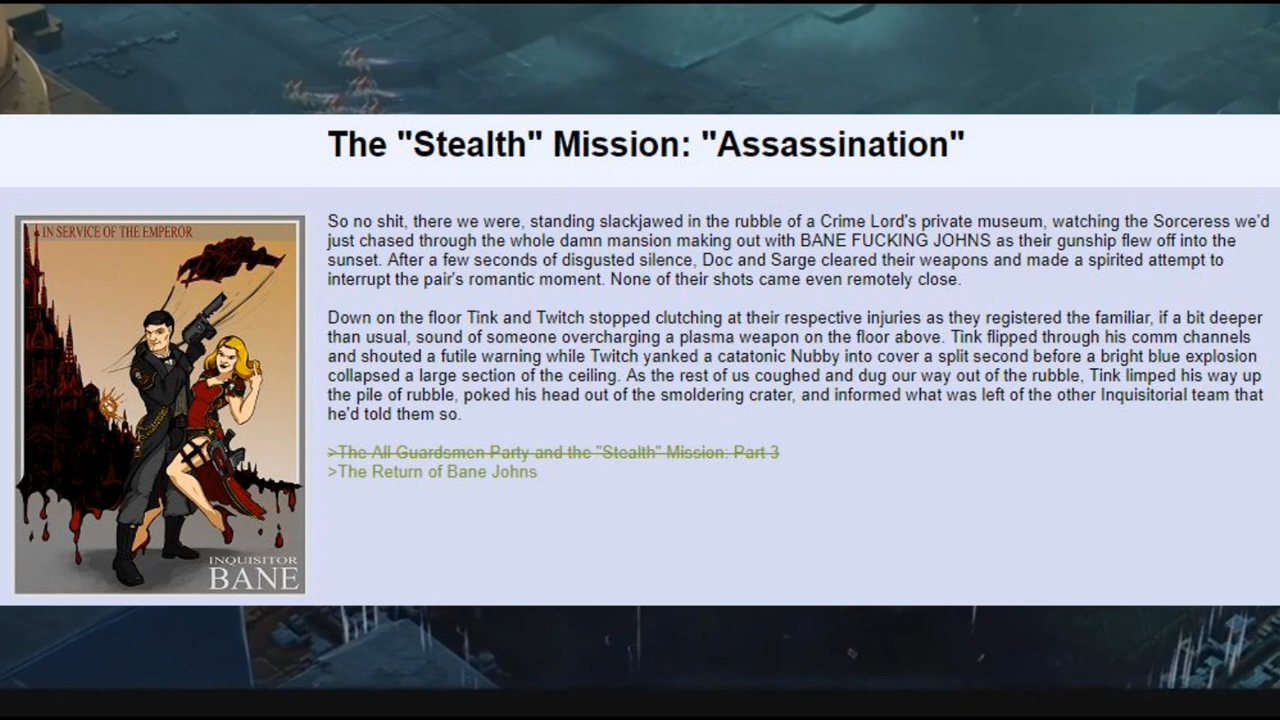 The "Stealth" Mission: "Assassination"
IN SERVICE OF THE EMPEROR
INQUISITOR
BANE
So no shit, there we were, standing slackjawed in the rubble of a Crime Lord's private museum, watching the Sorceress we'd
just chased through the whole damn mansion making out with BANE FUCKING JOHNS as their gunship flew off into the
sunset. After a few seconds of disgusted silence, Doc and Sarge cleared their weapons and made a spirited attempt to
interrupt the pair's romantic moment. None of their shots came even remotely close.
Down on the floor Tink and Twitch stopped clutching at their respective injuries as they registered the familiar, if a bit deeper
than usual, sound of someone overcharging a plasma weapon on the floor above. Tink flipped through his comm channels
and shouted a futile warning while Twitch yanked a catatonic Nubby into cover a split second before a bright blue explosion
collapsed a large section of the ceiling. As the rest of us coughed and dug our way out of the rubble, Tink limped his way up
the pile of rubble, poked his head out of the smoldering crater, and informed what was left of the other Inquisitorial team that
he'd told them so.
>The All Guardsmen Party and the "Stealth" Mission: Part 3
>The Return of Bane Johns